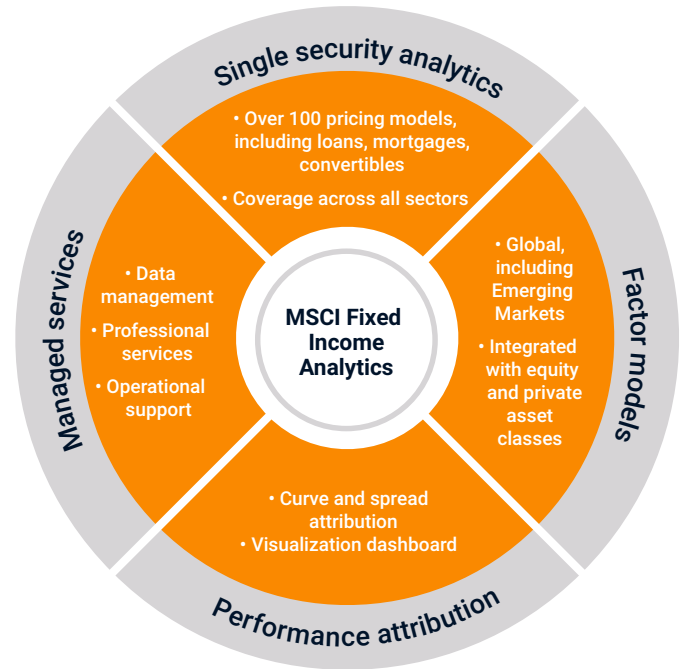 Single security analytics
• Over 100 pricing models,
including loans, mortgages,
convertibles
• Coverage across all sectors
Managed services
• Data
management
• Professional
services
• Operational
support
MSCI Fixed
Income
Analytics
• Global,
including
Emerging
Markets
• Integrated
with equity
and private
asset
classes
Factor models
• Curve and spread
attribution
• Visualization dashboard
Performance attribution